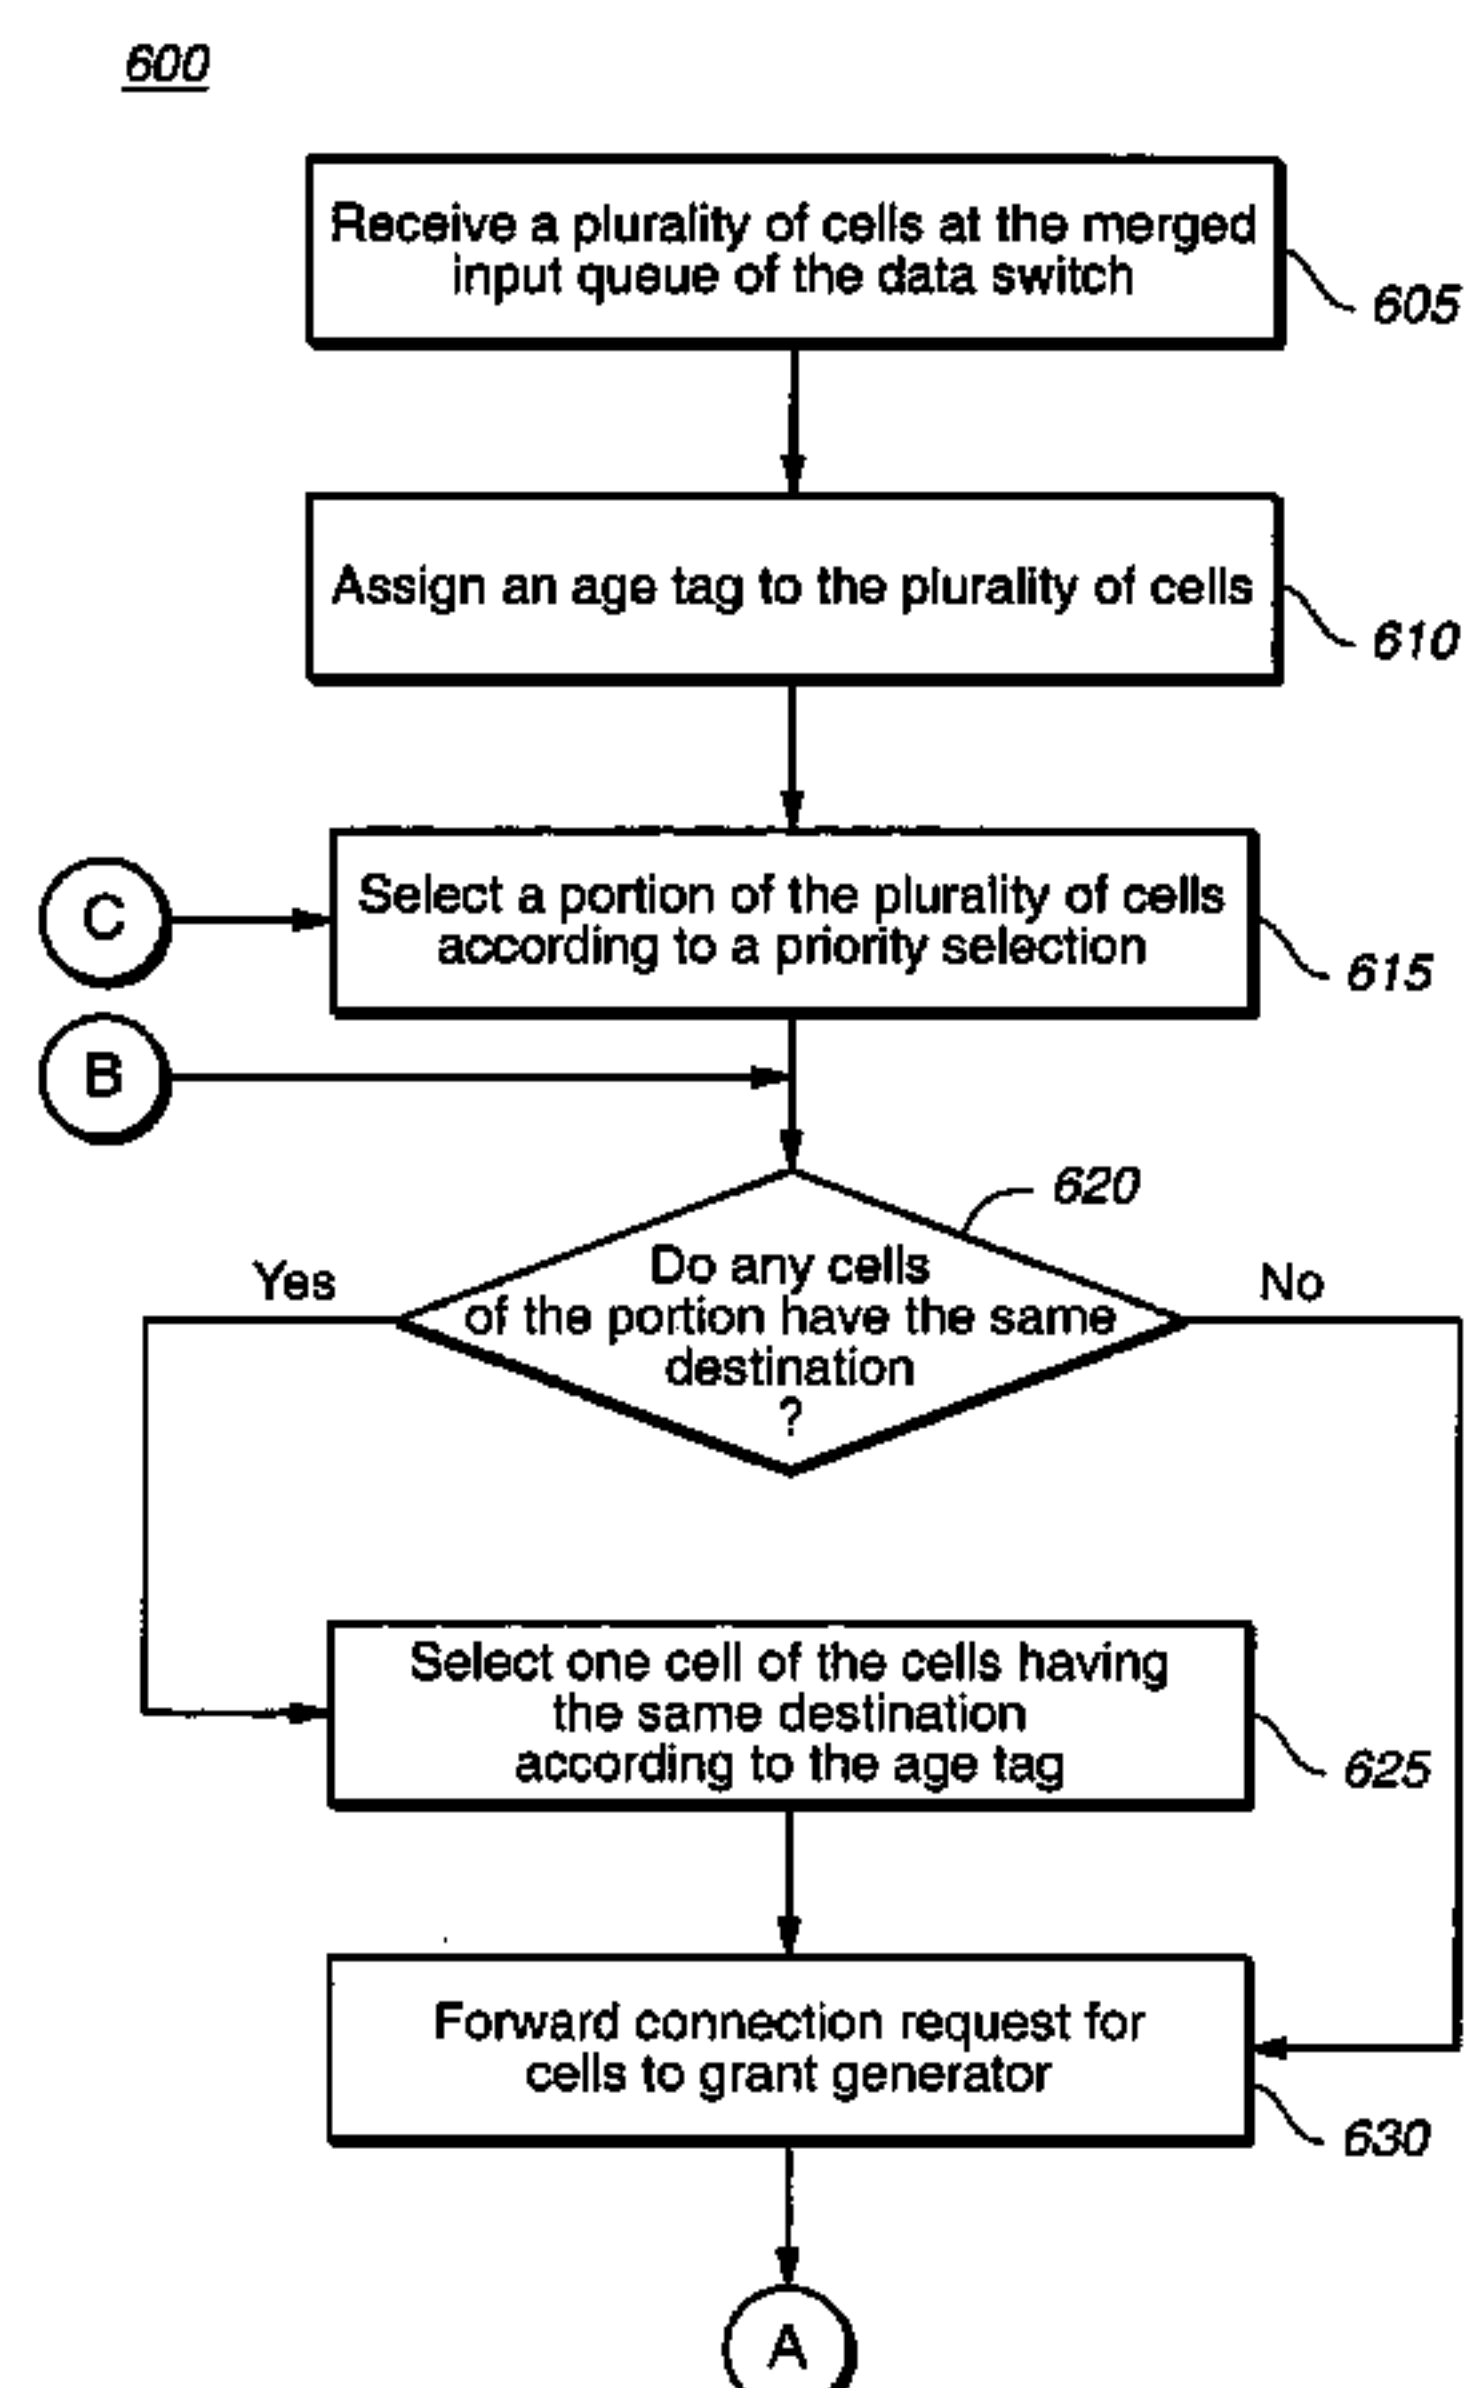 600
Receive a plurality of cells at the merged
input queue of the data switch
605
Assign an age tag to the plurality of cells
610
C
Select a portion of the plurality of cells
according to a priority selection
615
B
620
Yes
Do any cells
of the portion have the same
destination
?
No
Select one cell of the cells having
the same destination
according to the age tag
625
Forward connection request for
cells to grant generator
630
A